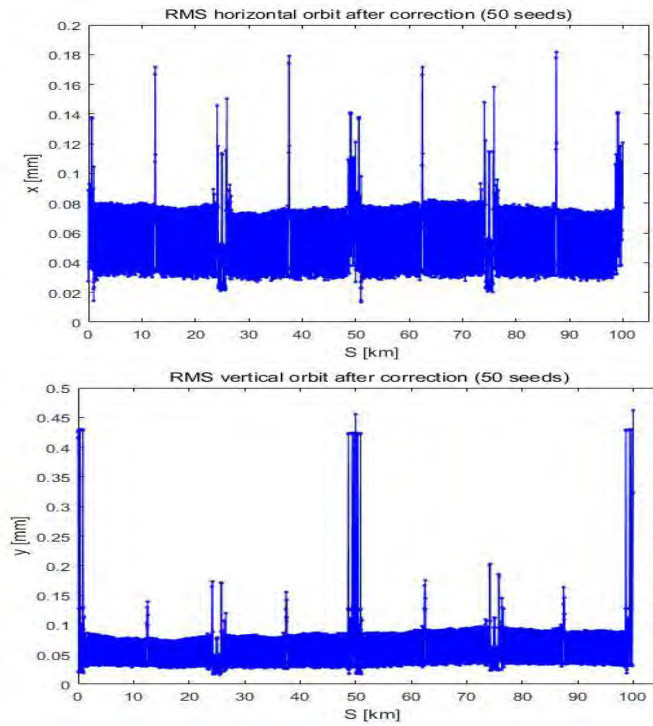 RMS horizontal orbit after correction (50 seeds)
0.2
0.18
0.16
0.14
0.12
0.1
0.08
0.06
0.04
0.02
0
x [mm]
0 10 20 30 40 50 60 70 80 90 100
S [km]
RMS vertical orbit after correction (50 seeds)
0.5
0.45
0.4
0.35
0.3
0.25
0.2
0.15
0.1
0.05
0
y [mm]
0 10 20 30 40 50 60 70 80 90 100
S [km]